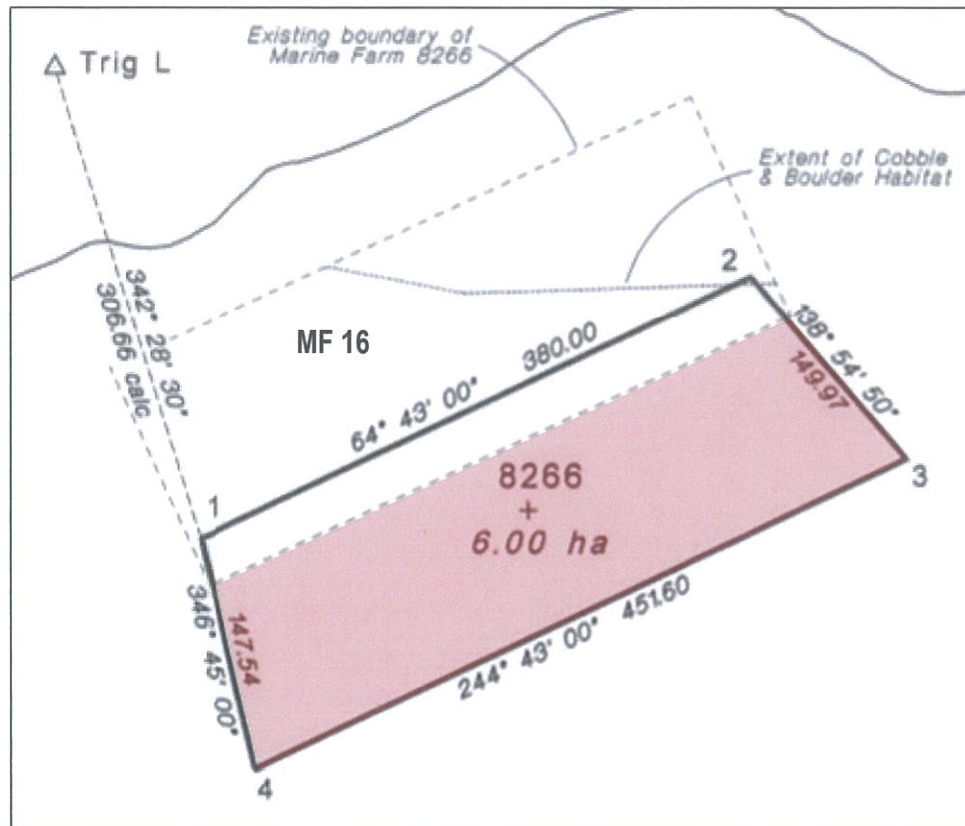 Existing boundary of
Marine Farm 8266
Trig L
Extent of Cobble
& Boulder Habitat
342° 28' 30"
306.66 calc
MF 16
2
138° 54' 50"
149.97
64° 43' 00" 380.00
1
8266
+
6.00 ha
3
346° 45' 00"
147.54
244° 43' 00" 451.60
4